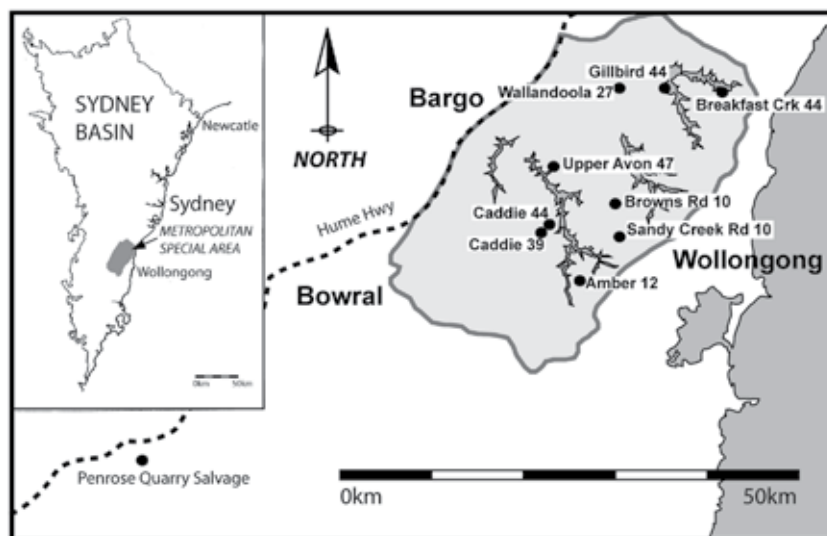 SYDNEY
BASIN
Newcatle
Sydney
METROPOLITAN
SPECIAL AREA
Wollongong
0km 50km
NORTH
Bargo
Hume Hwy
Bowral
Gillbird 44
Wallandoola 27
Breakfast Crk 44
Upper Avon 47
Browns Rd 10
Caddie 44
Sandy Creek Rd 10
Caddie 39
Wollongong
Amber 12
Penrose Quarry Salvage
0km 50km